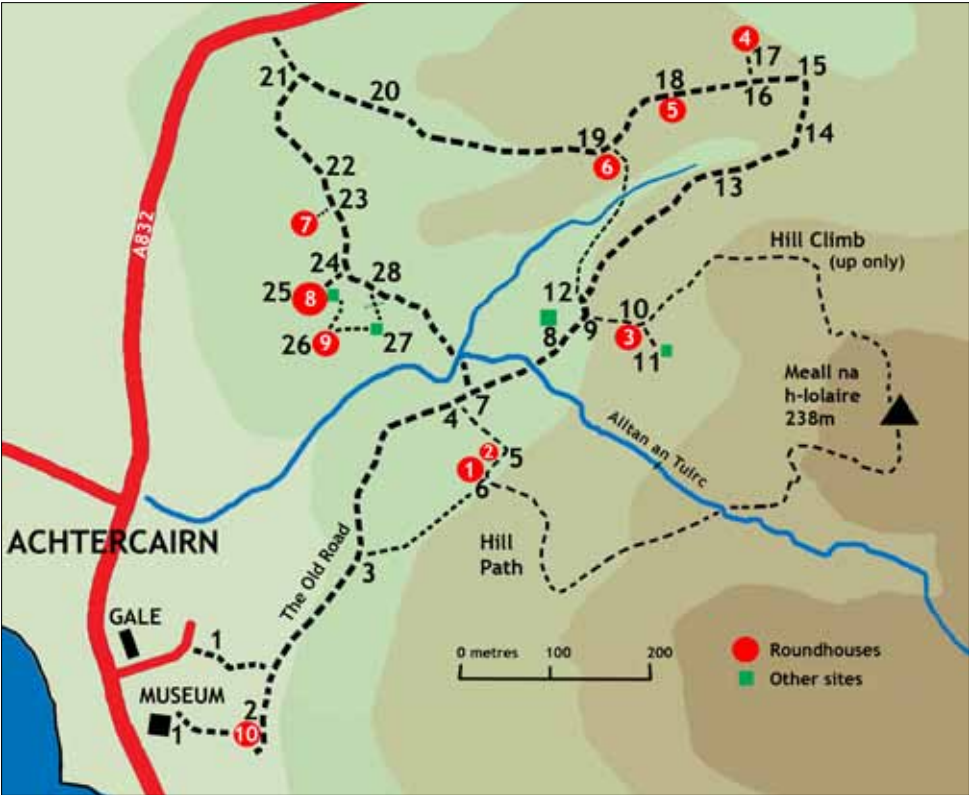 4
17
15
18
16
21
20
5
14
19
6
22
13
23
A832
7
Hill Climb
(up only)
24
28
25
8
12
10
9
3
26
9
27
8
11
Meall na
h-Iolaire
238m
4
7
Alltan an Tuirc
2
5
1
6
ACHTERCAIRN
The Old Road
Hill
Path
3
GALE
1
0 metres 100 200
Roundhouses
Other sites
MUSEUM
2
1
10